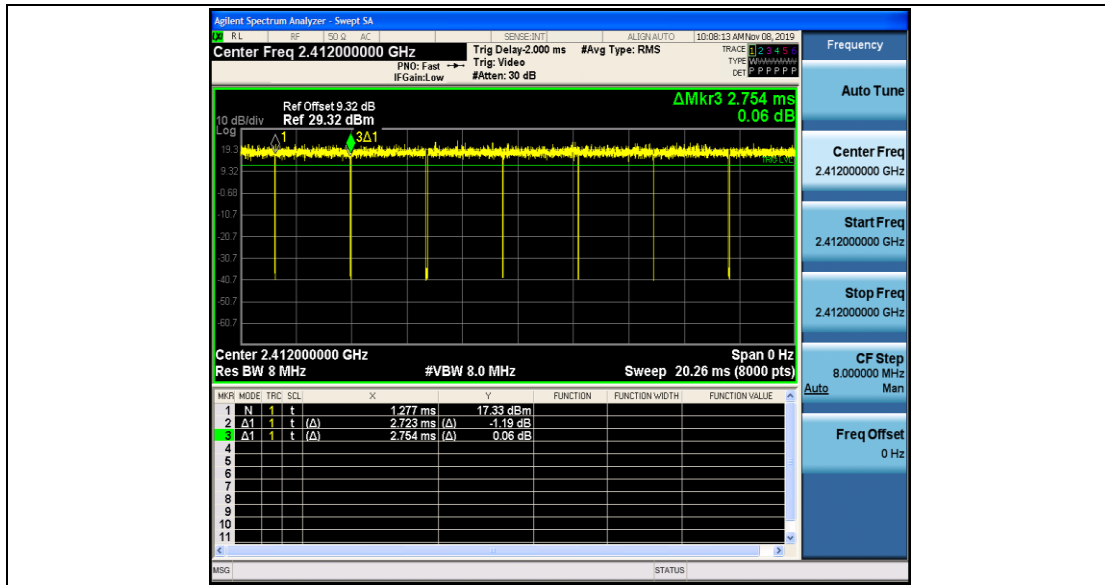 Agilent Spectrum Analyzer - Swept SA
RL RF 50 Ω AC SENSE:INT ALIGN AUTO 10:08:13 AM Nov 08, 2019
Center Freq 2.412000000 GHz
PNO: Fast
IFGain:Low
Trig Delay-2.000 ms
Trig: Video
#Atten: 30 dB
#Avg Type: RMS
TRACE 1 2 3 4 5 6
TYPE
DET P P P P P P
ΔMkr3 2.754 ms
0.06 dB
Ref Offset 9.32 dB
10 dB/div Ref 29.32 dBm
Log
1
3Δ1
19.3
9.32
-0.68
-10.7
-20.7
-30.7
-40.7
-50.7
-60.7
Center 2.412000000 GHz Span 0 Hz
Res BW 8 MHz #VBW 8.0 MHz Sweep 20.26 ms (8000 pts)
MKR MODE TRC SCL X Y FUNCTION FUNCTION WIDTH FUNCTION VALUE
1 N 1 t 1.277 ms 17.33 dBm
2 Δ1 1 t (Δ) 2.723 ms (Δ) -1.19 dB
3 Δ1 1 t (Δ) 2.754 ms (Δ) 0.06 dB
4
5
6
7
8
9
10
11
MSG STATUS
Frequency
Auto Tune
Center Freq
2.412000000 GHz
Start Freq
2.412000000 GHz
Stop Freq
2.412000000 GHz
CF Step
8.000000 MHz
Auto Man
Freq Offset
0 Hz